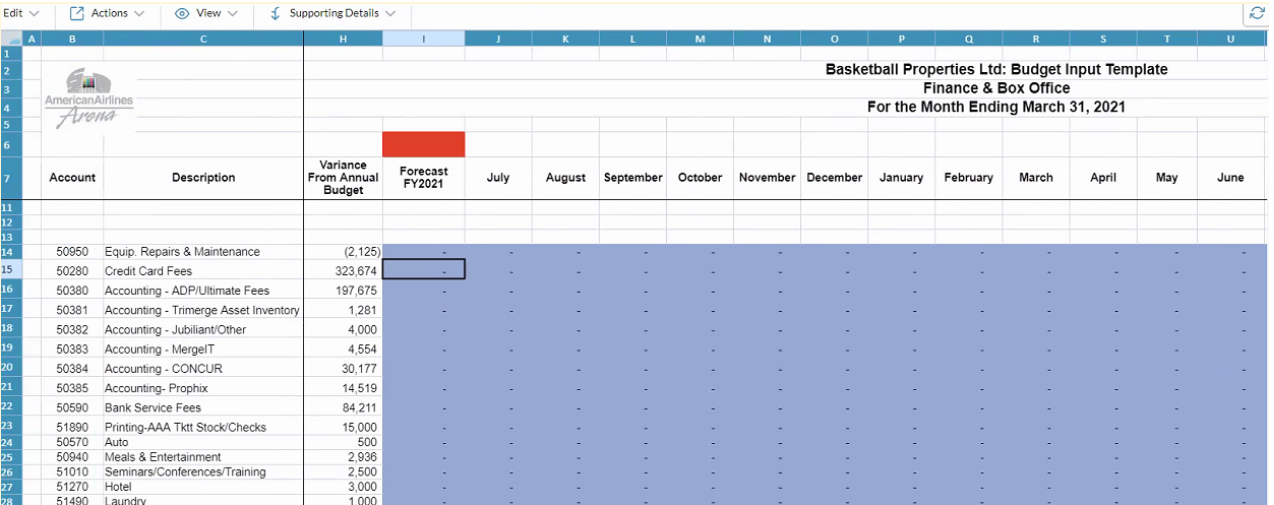 Edit Actions View Supporting Details
A B C H I J K L M N O P Q R S T U
1
2 Basketball Properties Ltd: Budget Input Template
3 Finance & Box Office
AmericanAirlines
Arena
4 For the Month Ending March 31, 2021
5
6
7 Account Description Variance From Annual Budget Forecast FY2021 July August September October November December January February March April May June
11
12
13
14 50950 Equip. Repairs & Maintenance (2,125) - - - - - - - - - - - - -
15 50280 Credit Card Fees 323,674 - - - - - - - - - - - - -
16 50380 Accounting - ADP/Ultimate Fees 197,675 - - - - - - - - - - - - -
17 50381 Accounting - Trimerge Asset Inventory 1,281 - - - - - - - - - - - - -
18 50382 Accounting - Jubiliant/Other 4,000 - - - - - - - - - - - - -
19 50383 Accounting - MergeIT 4,554 - - - - - - - - - - - - -
20 50384 Accounting - CONCUR 30,177 - - - - - - - - - - - - -
21 50385 Accounting- Prophix 14,519 - - - - - - - - - - - - -
22 50590 Bank Service Fees 84,211 - - - - - - - - - - - - -
23 51890 Printing-AAA Tktt Stock/Checks 15,000 - - - - - - - - - - - - -
24 50570 Auto 500 - - - - - - - - - - - - -
25 50940 Meals & Entertainment 2,936 - - - - - - - - - - - - -
26 51010 Seminars/Conferences/Training 2,500 - - - - - - - - - - - - -
27 51270 Hotel 3,000 - - - - - - - - - - - - -
28 51490 Laundry 1,000 - - - - - - - - - - - - -